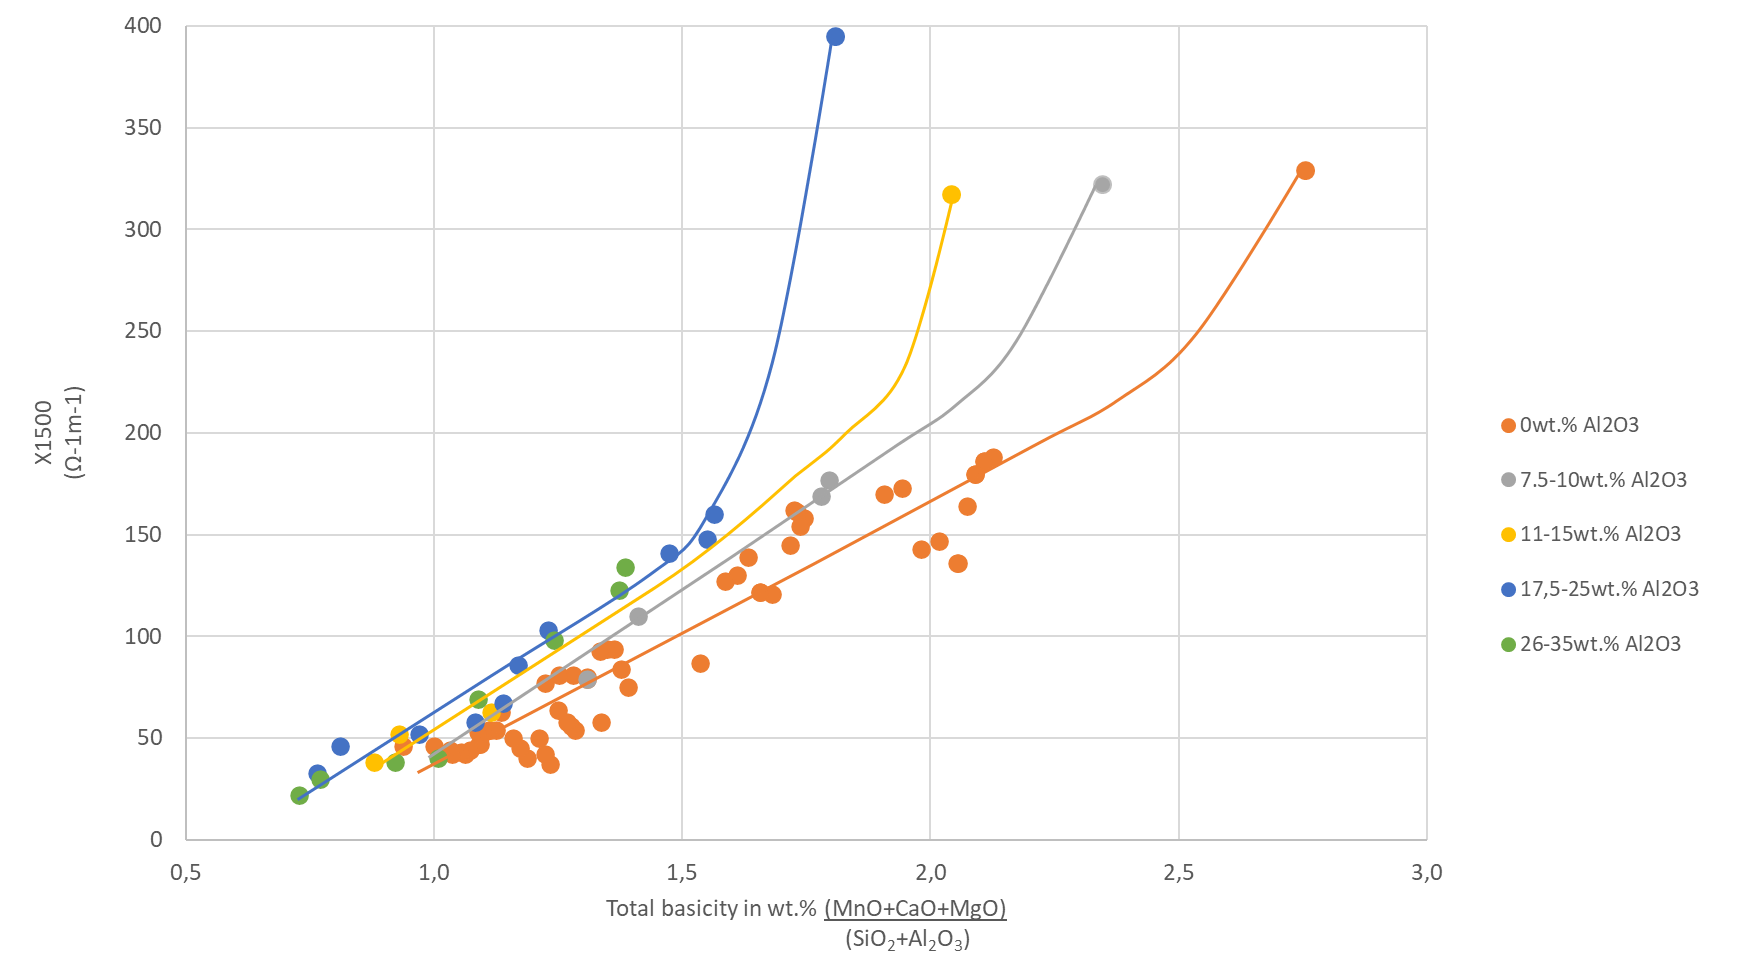 400
350
300
250
200
150
100
50
0
X1500
(Ω-1m-1)
0,5
1,0
1,5
2,0
2,5
3,0
Total basicity in wt.% (MnO+CaO+MgO)
(SiO2+Al2O3)
0wt.% Al2O3
7.5-10wt.% Al2O3
11-15wt.% Al2O3
17,5-25wt.% Al2O3
26-35wt.% Al2O3